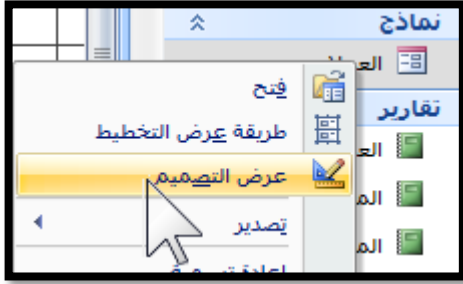 نماذج
فتح
طريقة عرض التخطيط
تقارير
عرض التصميم
تصدير